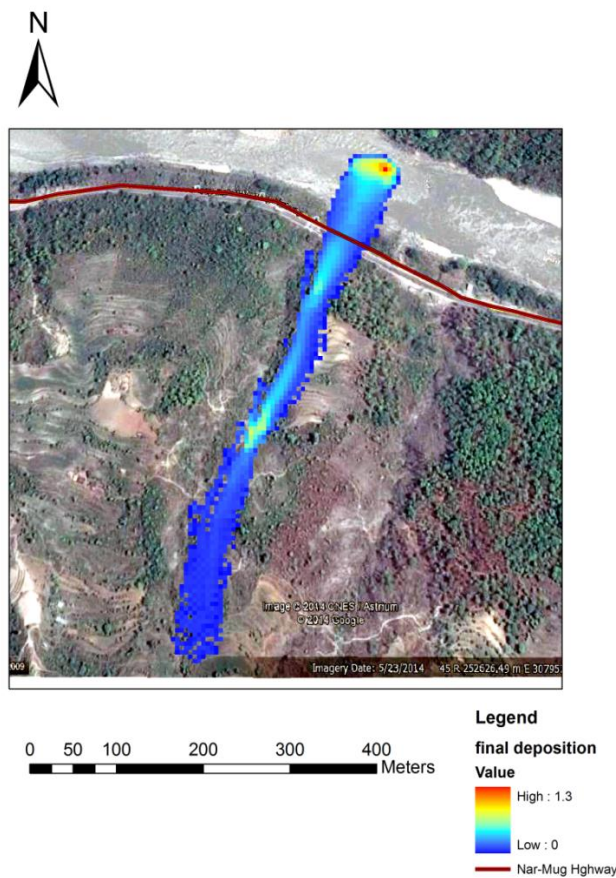 N
Image © 2014 CNES / Astrium
© 2014 Google
2009
Imagery Date: 5/23/2014 45 R 252626.49 m E 30795
0 50 100 200 300 400
Meters
Legend
final deposition
Value
High : 1.3
Low : 0
Nar-Mug Hghway